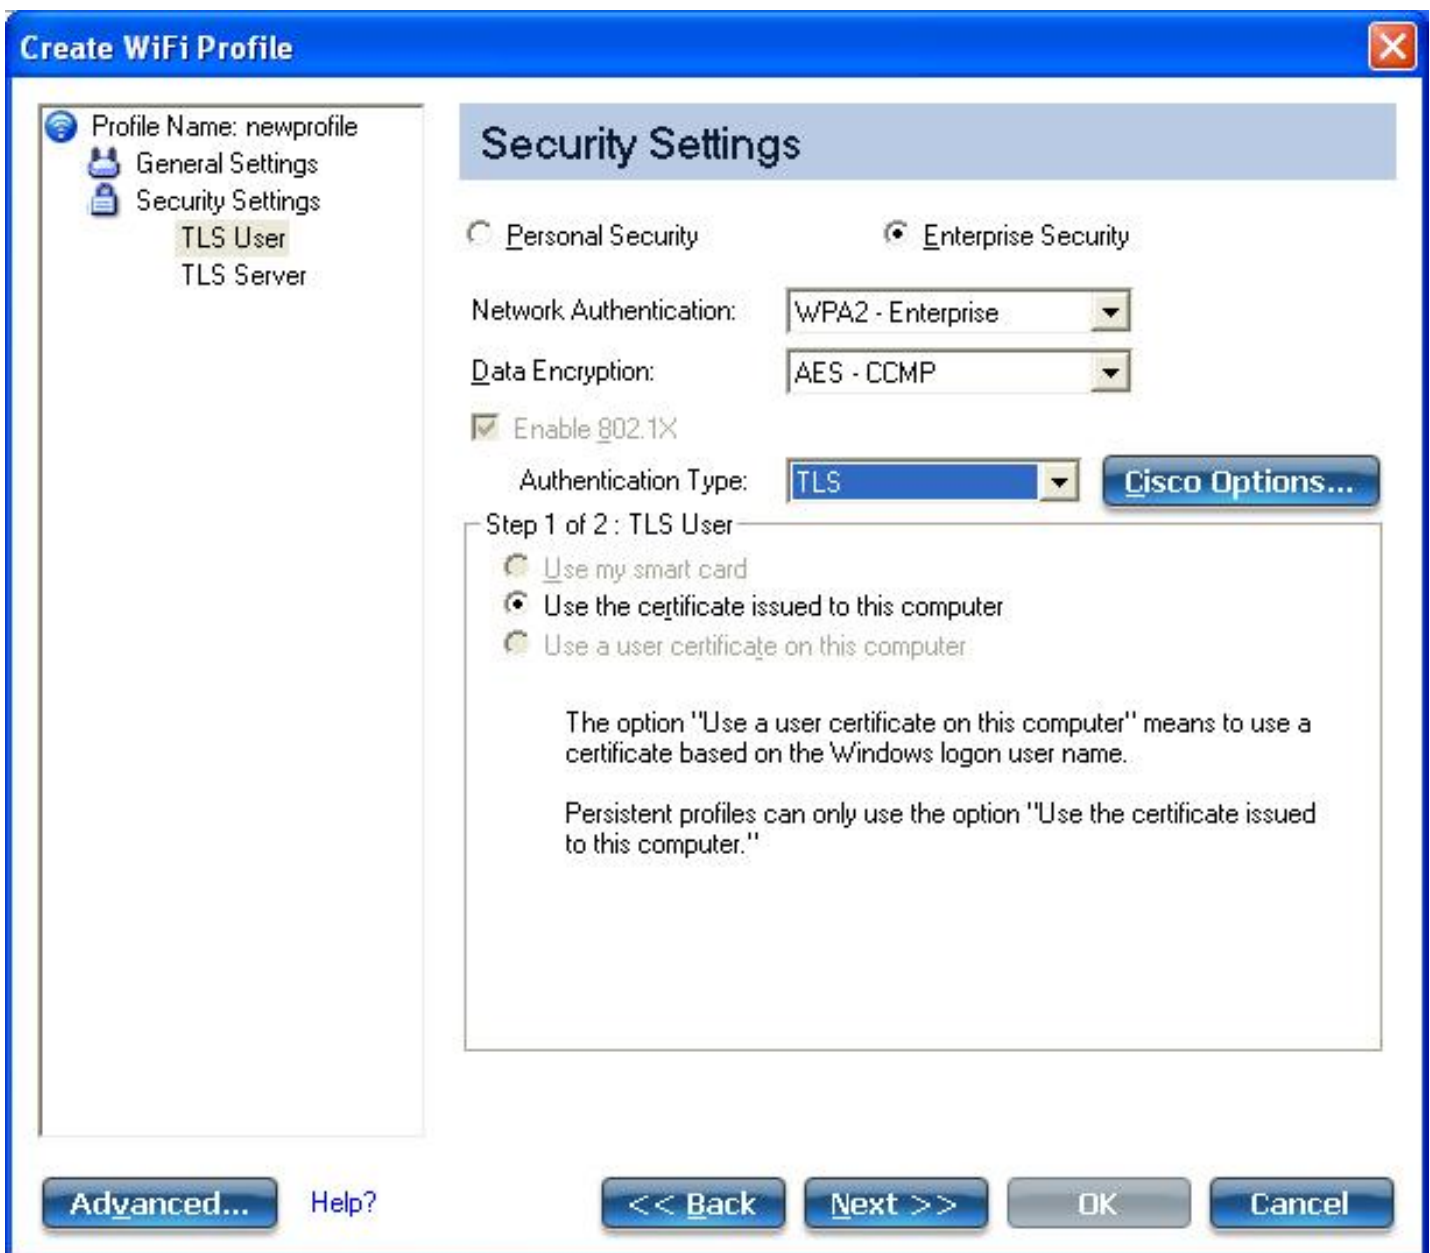 Create WiFi Profile
Profile Name: newprofile
General Settings
Security Settings
TLS User
TLS Server
Security Settings
Personal Security
Enterprise Security
Network Authentication:
WPA2 - Enterprise
Data Encryption:
AES - CCMP
Enable 802.1X
Authentication Type:
TLS
Cisco Options...
Step 1 of 2 : TLS User
Use my smart card
Use the certificate issued to this computer
Use a user certificate on this computer
The option "Use a user certificate on this computer" means to use a
certificate based on the Windows logon user name.
Persistent profiles can only use the option "Use the certificate issued
to this computer."
Advanced...
Help?
<< Back
Next >>
OK
Cancel